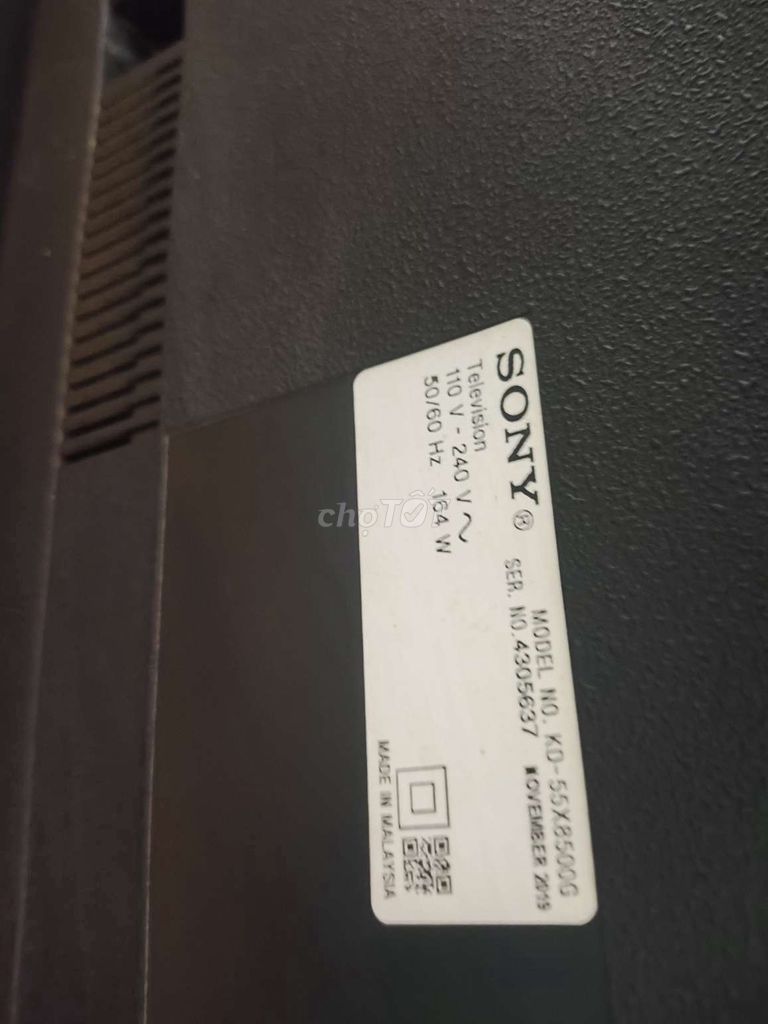 SONY®
MODEL NO. KD-55X8500G
SER. NO.4305637 NOVEMBER 2019
Television
110 V - 240 V ~
50/60 Hz 164 W
MADE IN MALAYSIA
chợTỐT